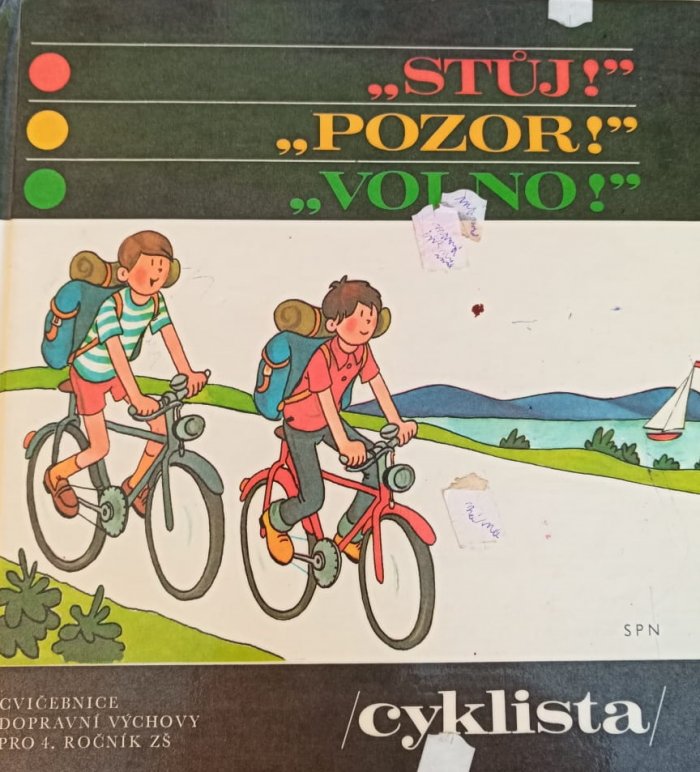 „STŮJ!”
„POZOR!”
„VOLNO!”
SPN
CVIČEBNICE
DOPRAVNÍ VÝCHOVY
PRO 4. ROČNÍK ZŠ
/cyklista/